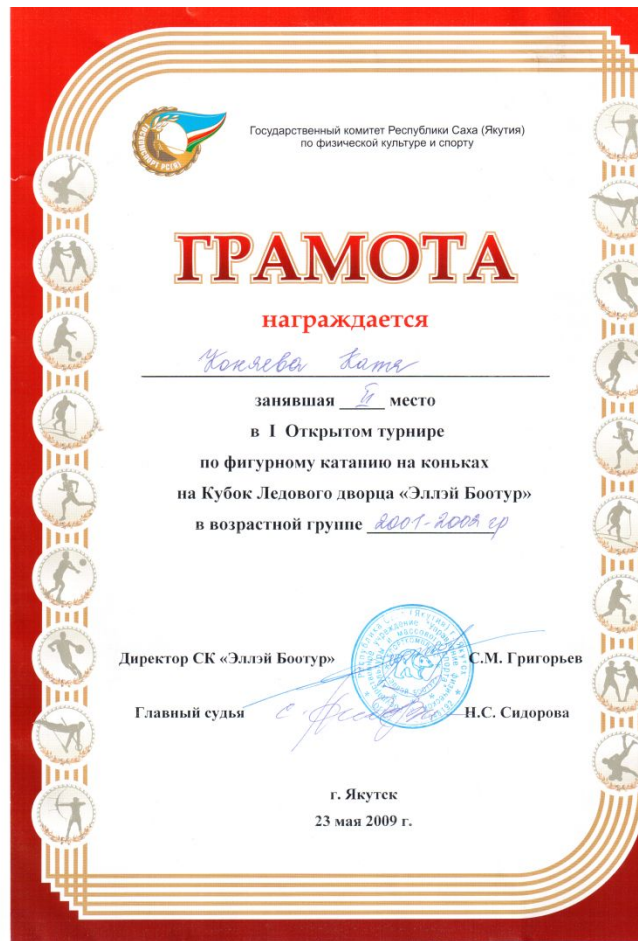 Государственный комитет Республики Саха (Якутия)
по физической культуре и спорту
ГРАМОТА
награждается
Коняева Катя
занявшая II место
в I Открытом турнире
по фигурному катанию на коньках
на Кубок Ледового дворца «Эллэй Боотур»
в возрастной группе 2001-2002 гр
Директор СК «Эллэй Боотур» С.М. Григорьев
Главный судья Н.С. Сидорова
г. Якутск
23 мая 2009 г.